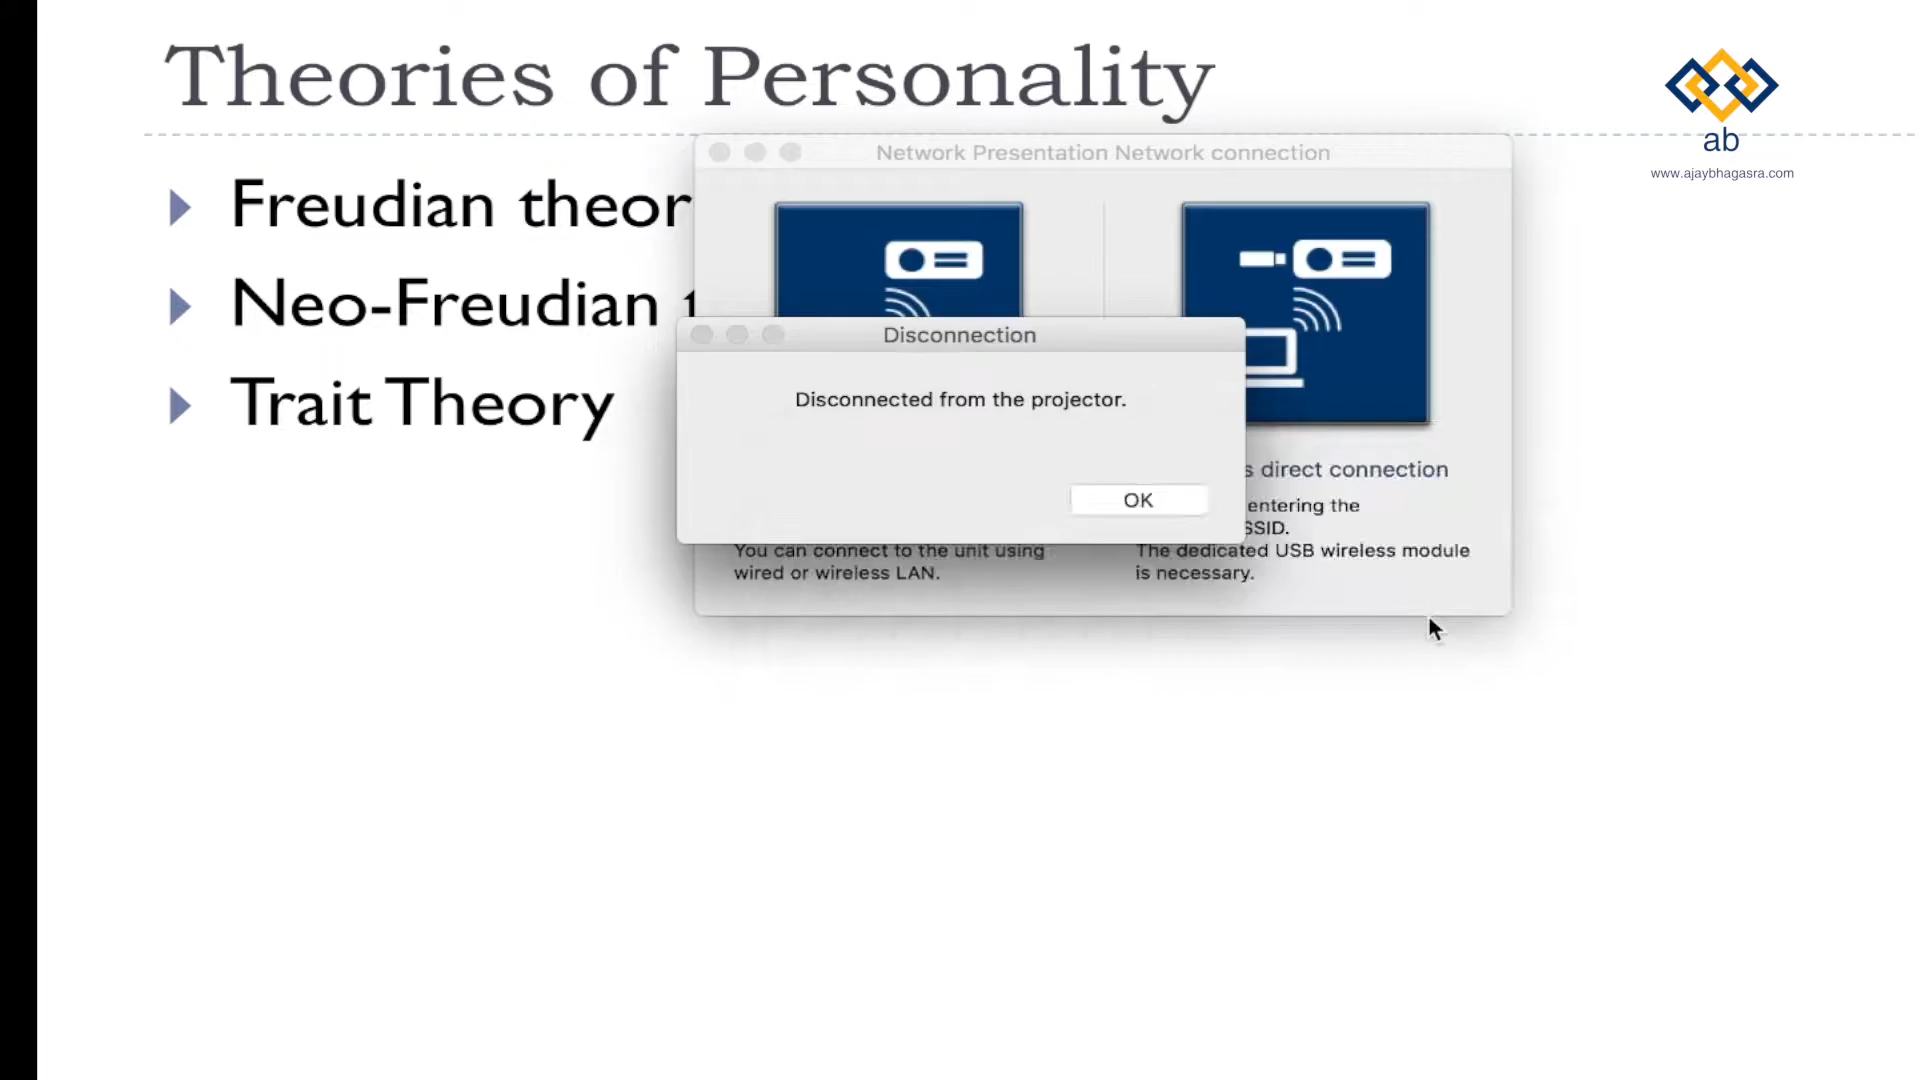 Theories of Personality
ab
www.ajaybhagasra.com
Freudian theor
Neo-Freudian
Trait Theory
Network Presentation Network connection
Disconnection
Disconnected from the projector.
OK
direct connection
entering the
SSID.
You can connect to the unit using
wired or wireless LAN.
The dedicated USB wireless module
is necessary.